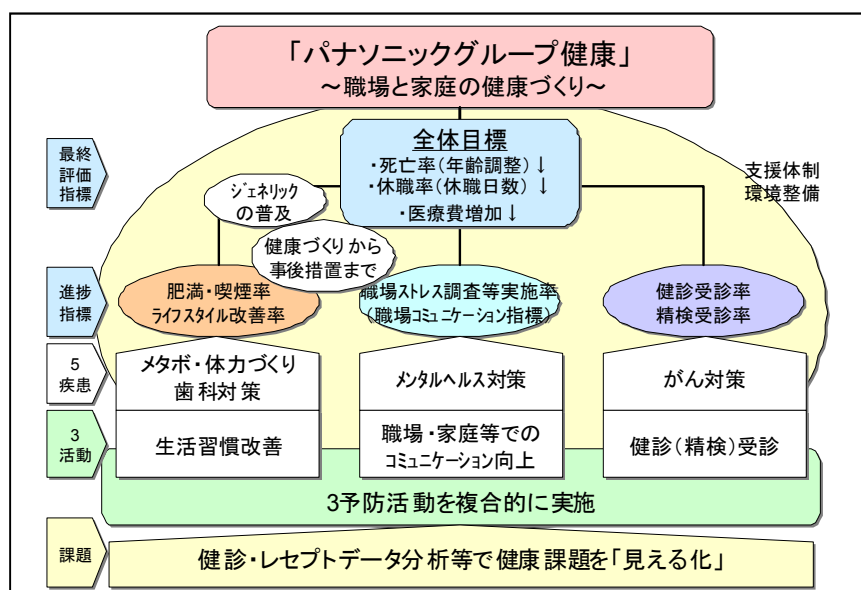 「パナソニックグループ健康」
～職場と家庭の健康づくり～
最終
評価
指標
全体目標
・死亡率（年齢調整）↓
・休職率（休職日数）↓
・医療費増加↓
支援体制
環境整備
ジェネリック
の普及
健康づくりから
事後措置まで
進捗
指標
肥満・喫煙率
ライフスタイル改善率
職場ストレス調査等実施率
（職場コミュニケーション指標）
健診受診率
精検受診率
5
疾患
メタボ・体力づくり
歯科対策
メンタルヘルス対策
がん対策
3
活動
生活習慣改善
職場・家庭等での
コミュニケーション向上
健診（精検）受診
3予防活動を複合的に実施
課題
健診・レセプトデータ分析等で健康課題を「見える化」